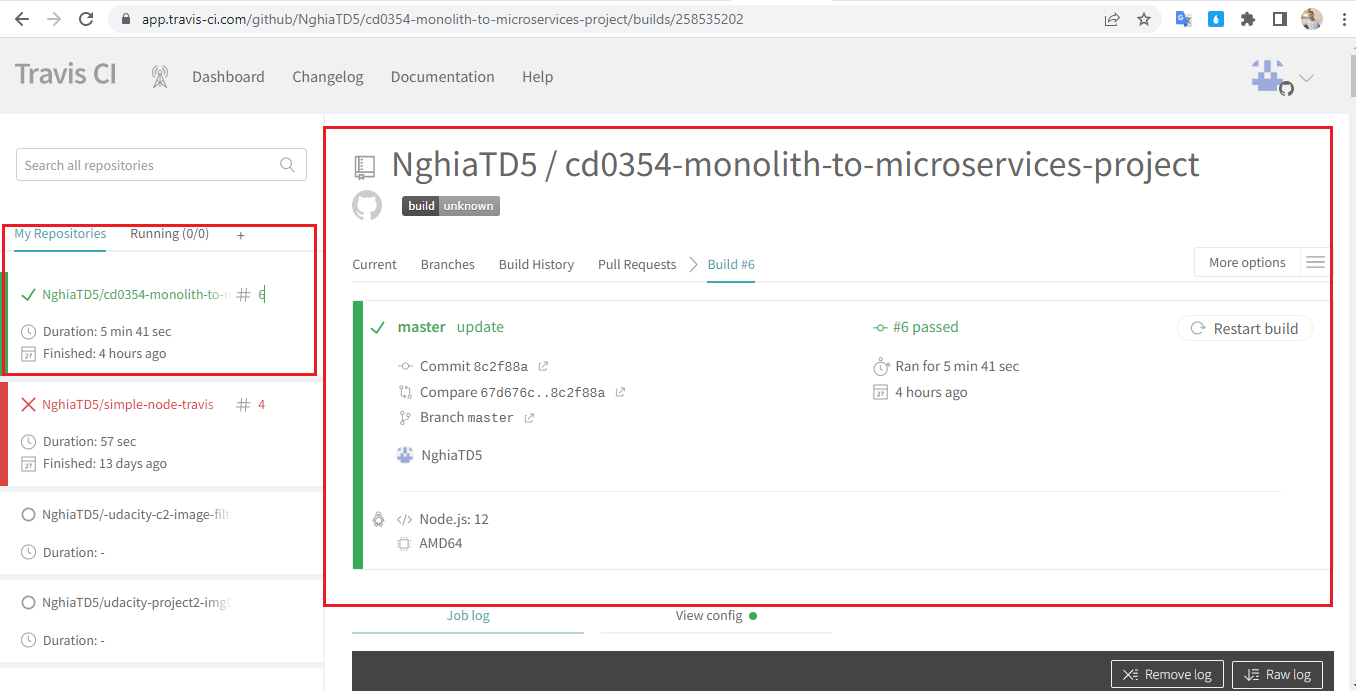 app.travis-ci.com/github/NghiaTD5/cd0354-monolith-to-microservices-project/builds/258535202
Travis CI
Dashboard
Changelog
Documentation
Help
Search all repositories
My Repositories
Running (0/0)
+
NghiaTD5/cd0354-monolith-to-
# 6
Duration: 5 min 41 sec
Finished: 4 hours ago
NghiaTD5/simple-node-travis
# 4
Duration: 57 sec
Finished: 13 days ago
NghiaTD5/-udacity-c2-image-filt
Duration: -
NghiaTD5/udacity-project2-img
Duration: -
NghiaTD5 / cd0354-monolith-to-microservices-project
build unknown
Current
Branches
Build History
Pull Requests
Build #6
More options
master update
#6 passed
Restart build
Commit 8c2f88a
Ran for 5 min 41 sec
Compare 67d676c..8c2f88a
4 hours ago
Branch master
NghiaTD5
Node.js: 12
AMD64
Job log
View config
Remove log
Raw log